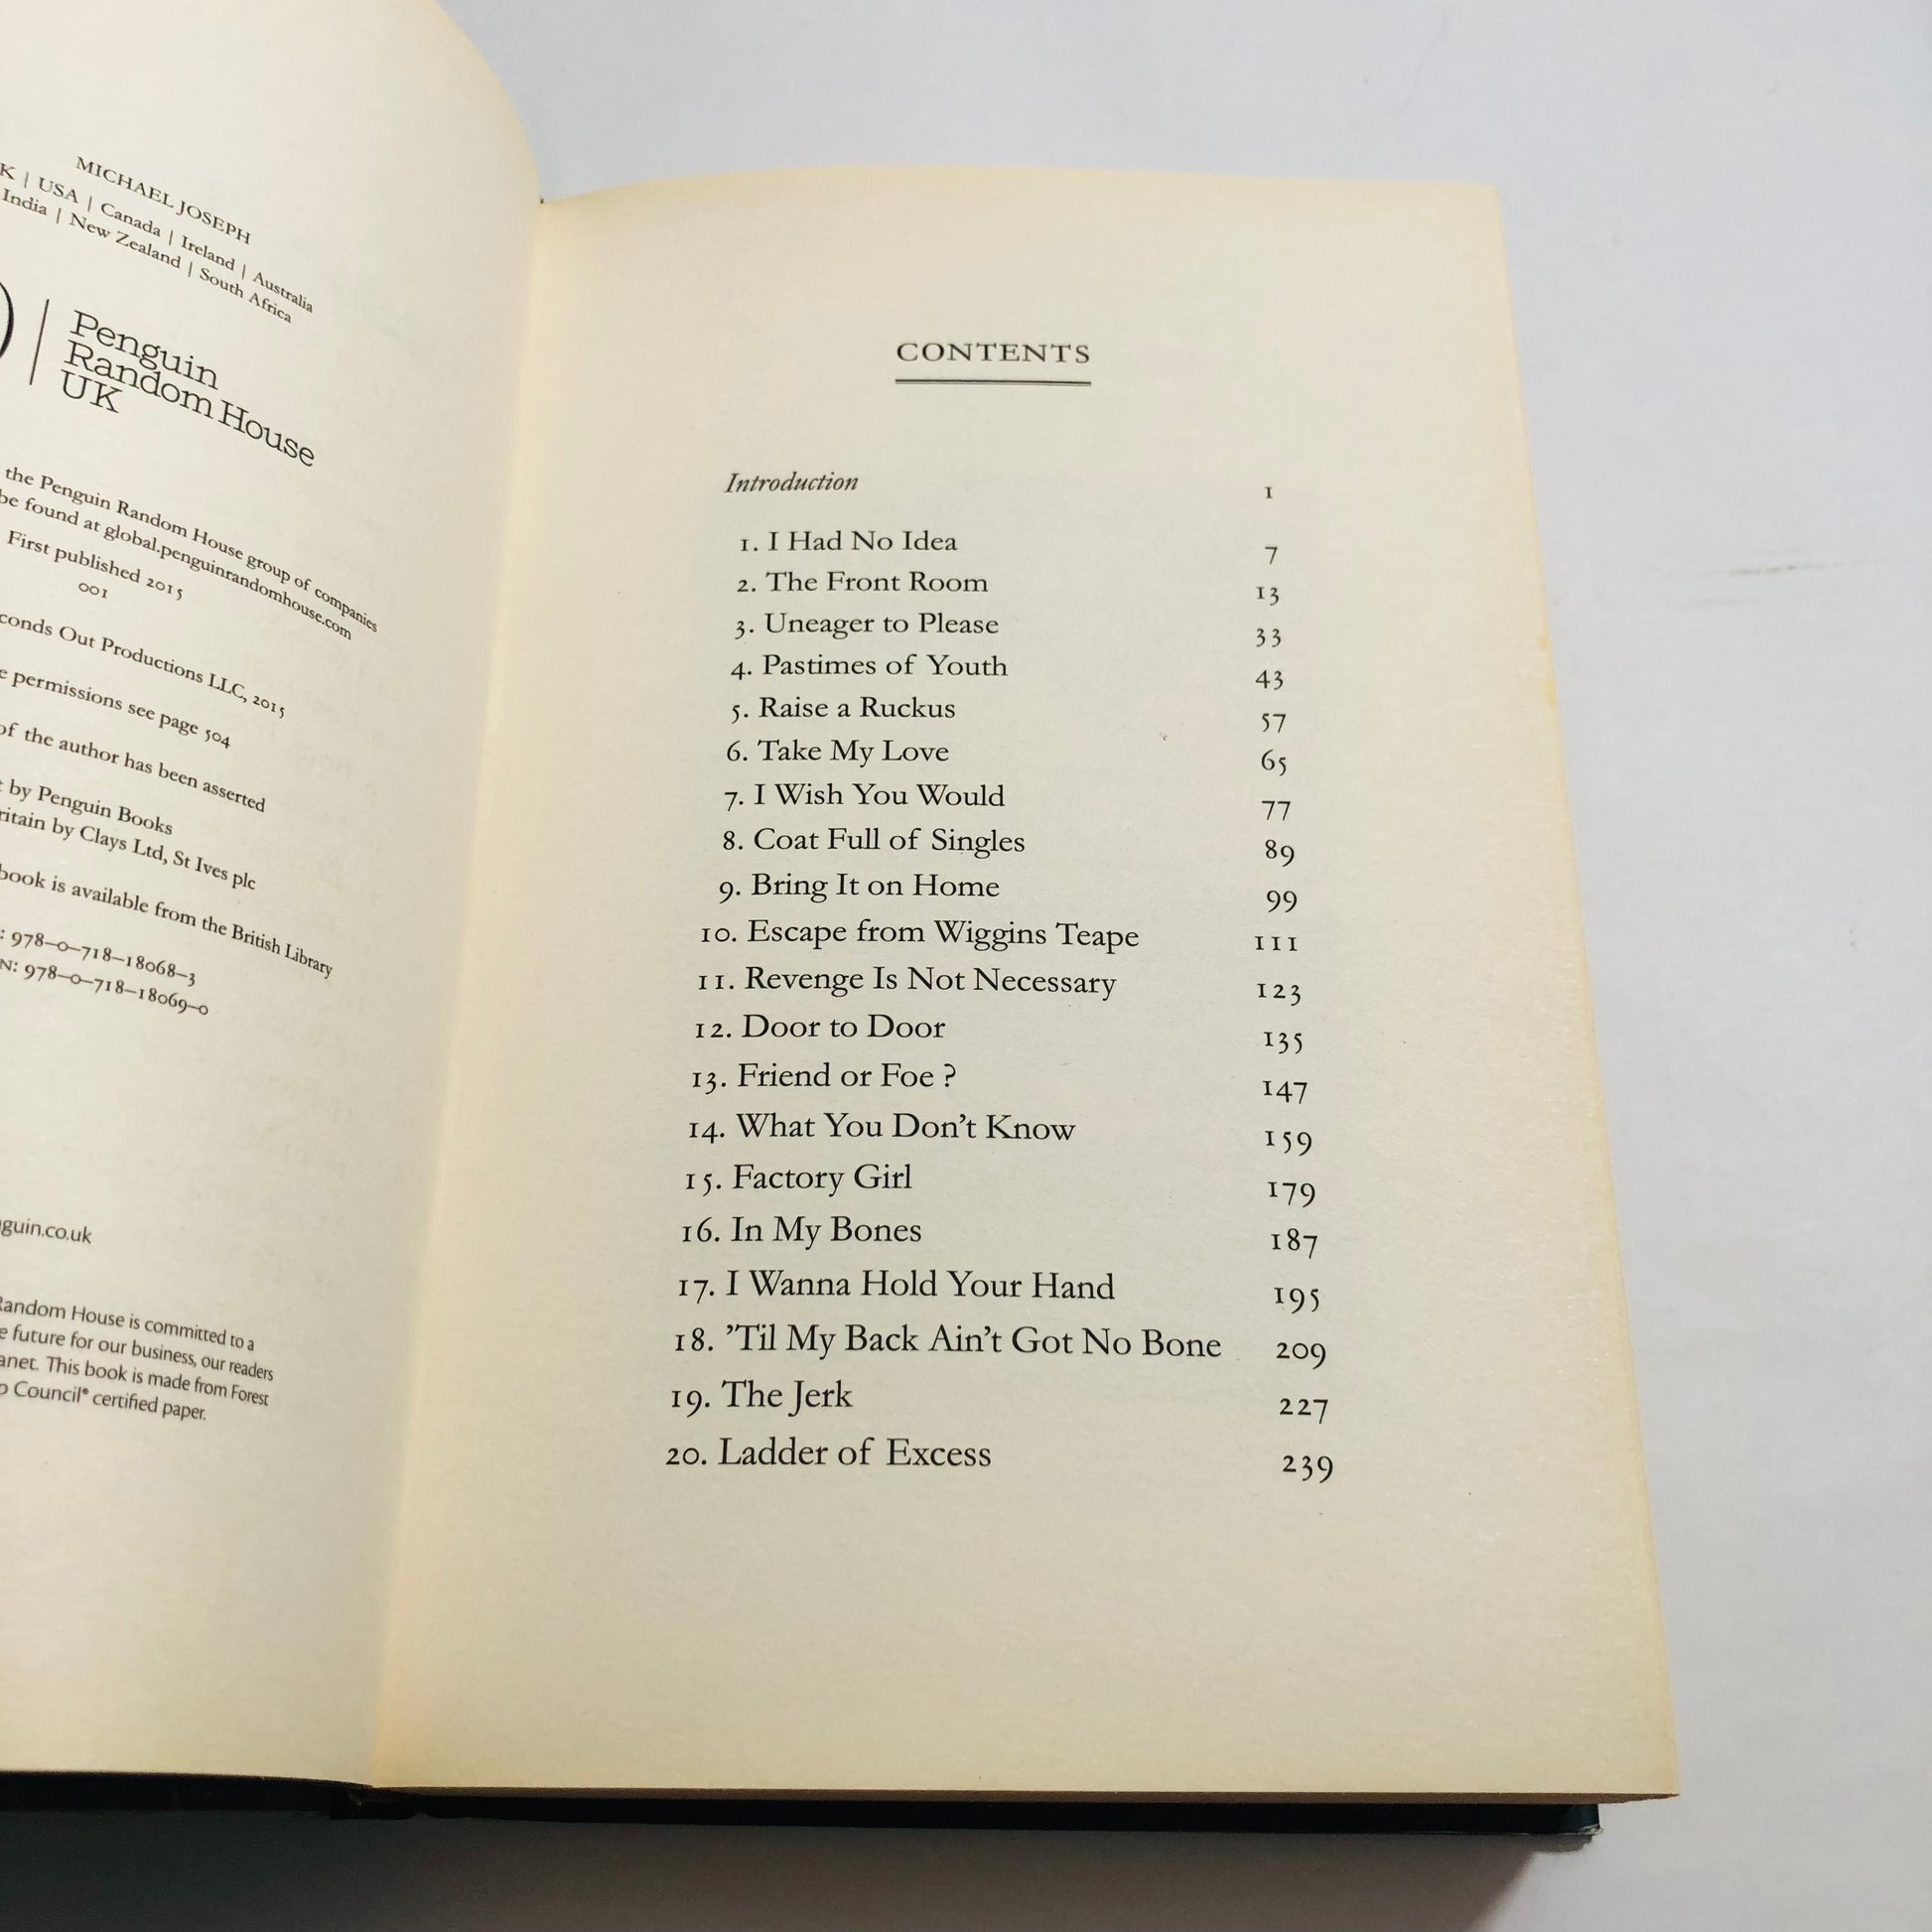 MICHAEL JOSEPH
K | USA | Canada | Ireland | Australia
India | New Zealand | South Africa
Penguin
Random House
UK
the Penguin Random House group of companies
be found at global.penguinrandomhouse.com
First published 2015
001
Out Productions LLC, 2015
permissions see page 504
of the author has been asserted
by Penguin Books
by Clays Ltd, St Ives plc
book is available from the British Library
: 978–0–718–18068–3
N: 978–0–718–18069–0
guin.co.uk
Random House is committed to a
future for our business, our readers
This book is made from Forest
Council® certified paper.
CONTENTS
Introduction 1
1. I Had No Idea 7
2. The Front Room 13
3. Uneager to Please 33
4. Pastimes of Youth 43
5. Raise a Ruckus 57
6. Take My Love 65
7. I Wish You Would 77
8. Coat Full of Singles 89
9. Bring It on Home 99
10. Escape from Wiggins Teape 111
11. Revenge Is Not Necessary 123
12. Door to Door 135
13. Friend or Foe ? 147
14. What You Don’t Know 159
15. Factory Girl 179
16. In My Bones 187
17. I Wanna Hold Your Hand 195
18. ’Til My Back Ain’t Got No Bone 209
19. The Jerk 227
20. Ladder of Excess 239